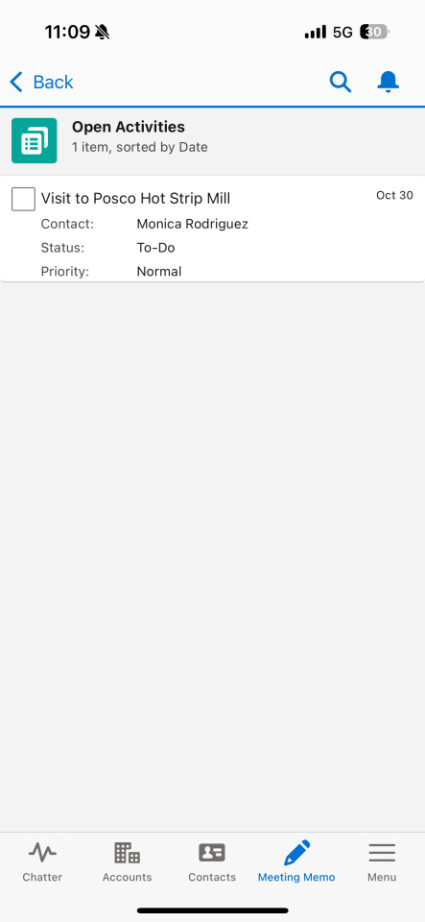 11:09 5G 30
Back
Open Activities
1 item, sorted by Date
Visit to Posco Hot Strip Mill Oct 30
Contact: Monica Rodriguez
Status: To-Do
Priority: Normal
Chatter Accounts Contacts Meeting Memo Menu